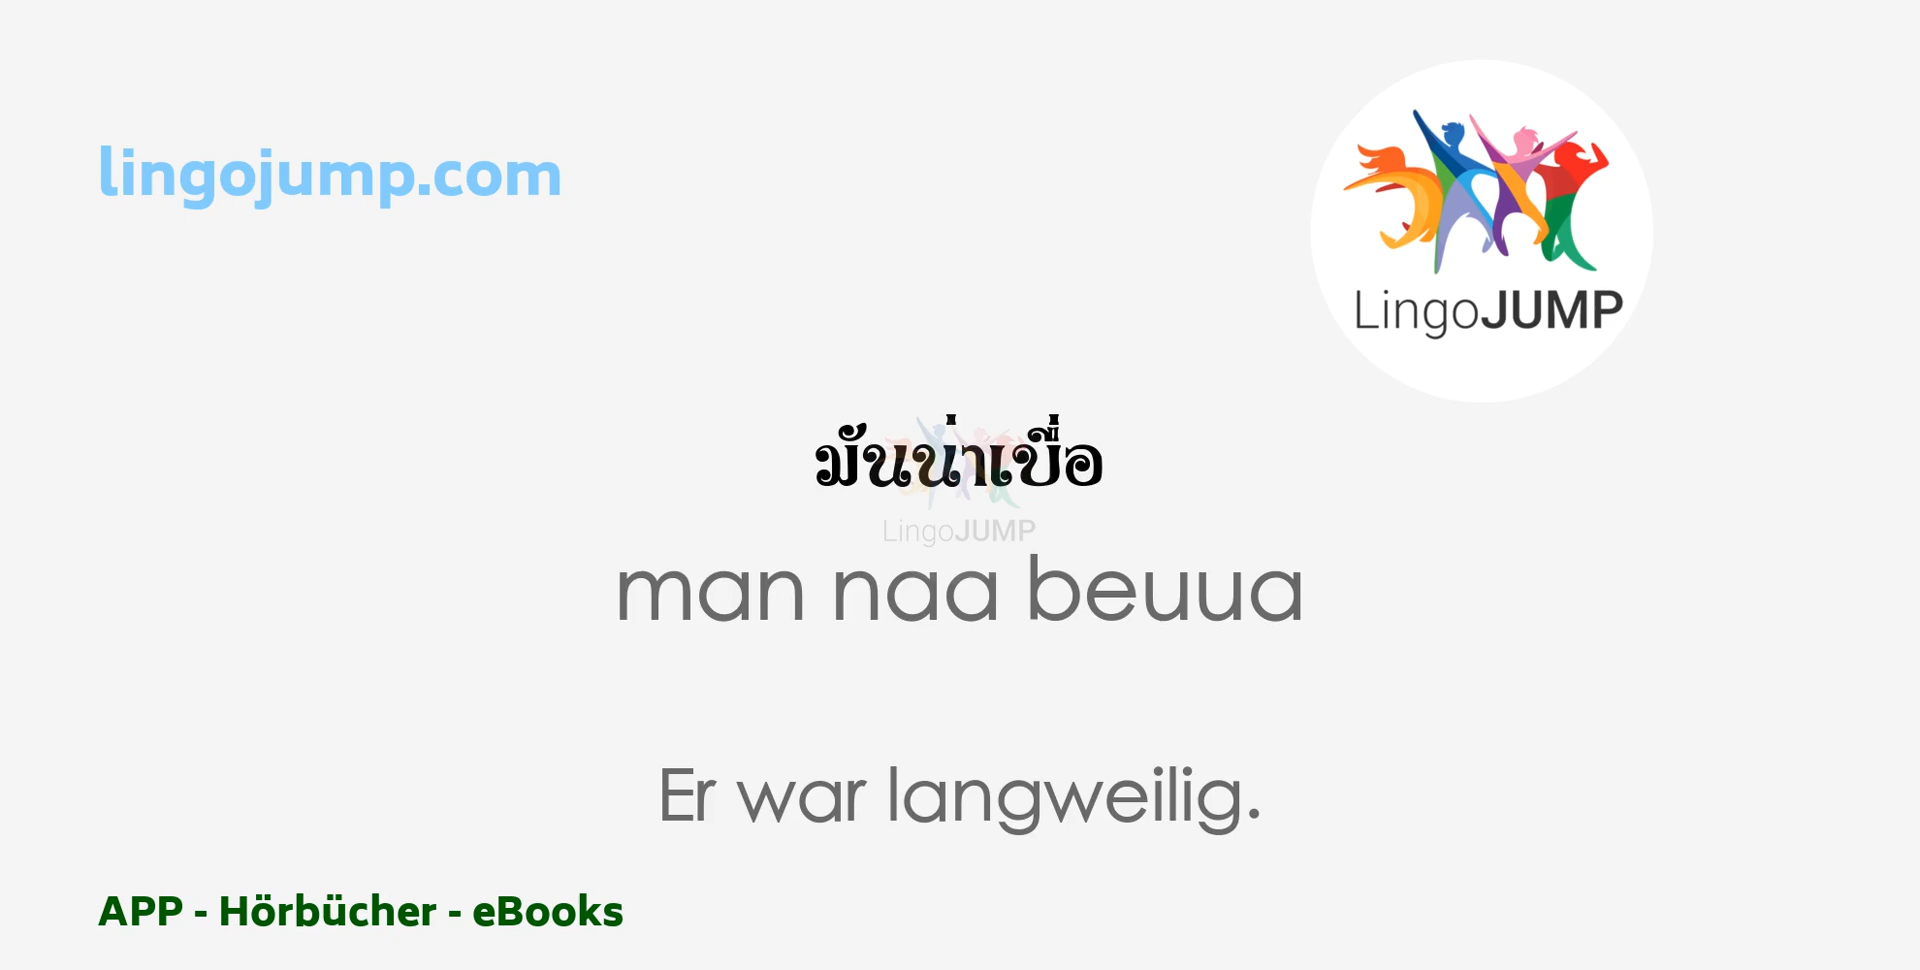 lingojump.com
LingoJUMP
มันน่าเบื่อ
LingoJUMP
man naa beuua
Er war langweilig.
APP - Hörbücher - eBooks